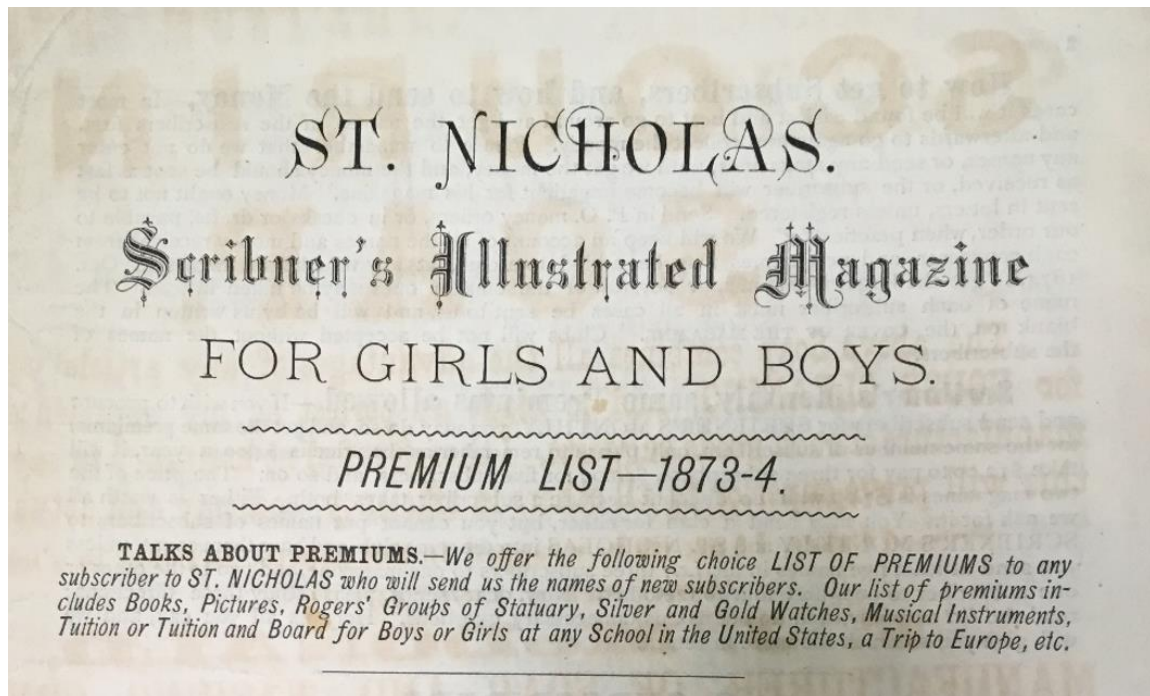 ST. NICHOLAS.
Scribner's Illustrated Magazine
FOR GIRLS AND BOYS.
PREMIUM LIST—1873-4.
TALKS ABOUT PREMIUMS.—We offer the following choice LIST OF PREMIUMS to any
subscriber to ST. NICHOLAS who will send us the names of new subscribers. Our list of premiums in-
cludes Books, Pictures, Rogers' Groups of Statuary, Silver and Gold Watches, Musical Instruments,
Tuition or Tuition and Board for Boys or Girls at any School in the United States, a Trip to Europe, etc.